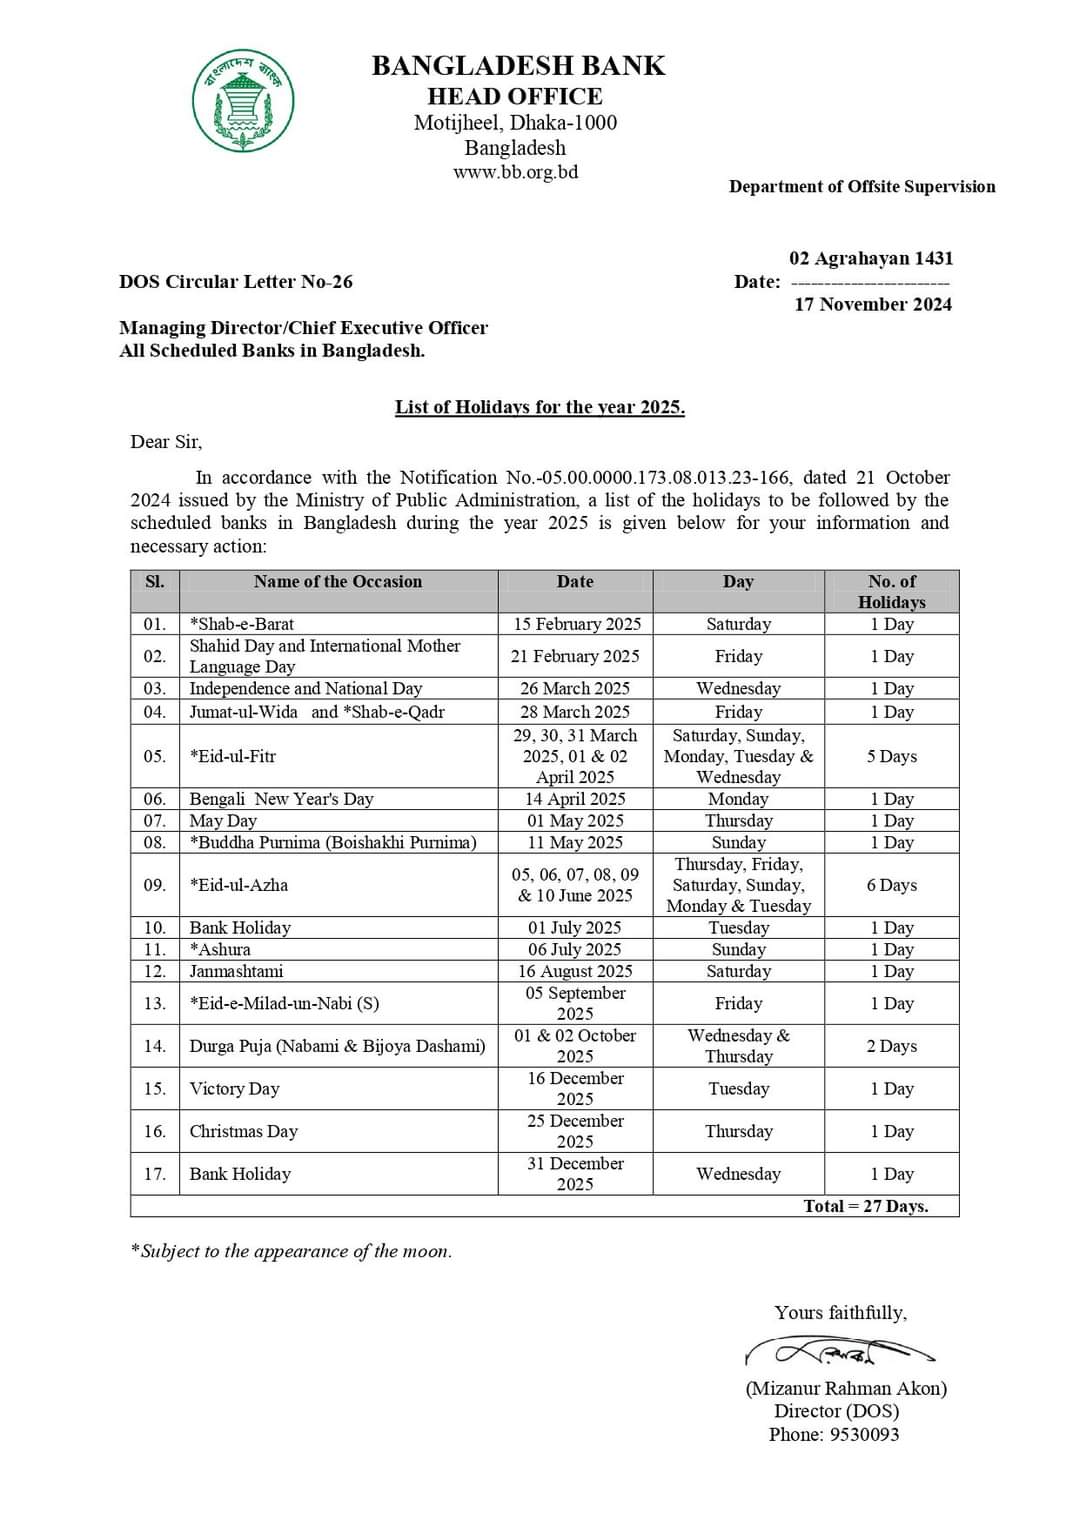 বাংলাদেশ ব্যাংক
BANGLADESH BANK
HEAD OFFICE
Motijheel, Dhaka-1000
Bangladesh
www.bb.org.bd
Department of Offsite Supervision
02 Agrahayan 1431
DOS Circular Letter No-26 Date: ------------------------
17 November 2024
Managing Director/Chief Executive Officer
All Scheduled Banks in Bangladesh.
List of Holidays for the year 2025.
Dear Sir,
In accordance with the Notification No.-05.00.0000.173.08.013.23-166, dated 21 October
2024 issued by the Ministry of Public Administration, a list of the holidays to be followed by the
scheduled banks in Bangladesh during the year 2025 is given below for your information and
necessary action:
Sl. Name of the Occasion Date Day No. of
Holidays
01. *Shab-e-Barat 15 February 2025 Saturday 1 Day
02. Shahid Day and International Mother
Language Day 21 February 2025 Friday 1 Day
03. Independence and National Day 26 March 2025 Wednesday 1 Day
04. Jumat-ul-Wida and *Shab-e-Qadr 28 March 2025 Friday 1 Day
05. *Eid-ul-Fitr 29, 30, 31 March
2025, 01 & 02
April 2025 Saturday, Sunday,
Monday, Tuesday &
Wednesday 5 Days
06. Bengali New Year's Day 14 April 2025 Monday 1 Day
07. May Day 01 May 2025 Thursday 1 Day
08. *Buddha Purnima (Boishakhi Purnima) 11 May 2025 Sunday 1 Day
09. *Eid-ul-Azha 05, 06, 07, 08, 09
& 10 June 2025 Thursday, Friday,
Saturday, Sunday,
Monday & Tuesday 6 Days
10. Bank Holiday 01 July 2025 Tuesday 1 Day
11. *Ashura 06 July 2025 Sunday 1 Day
12. Janmashtami 16 August 2025 Saturday 1 Day
13. *Eid-e-Milad-un-Nabi (S) 05 September
2025 Friday 1 Day
14. Durga Puja (Nabami & Bijoya Dashami) 01 & 02 October
2025 Wednesday &
Thursday 2 Days
15. Victory Day 16 December
2025 Tuesday 1 Day
16. Christmas Day 25 December
2025 Thursday 1 Day
17. Bank Holiday 31 December
2025 Wednesday 1 Day
Total = 27 Days.
*Subject to the appearance of the moon.
Yours faithfully,
(Mizanur Rahman Akon)
Director (DOS)
Phone: 9530093